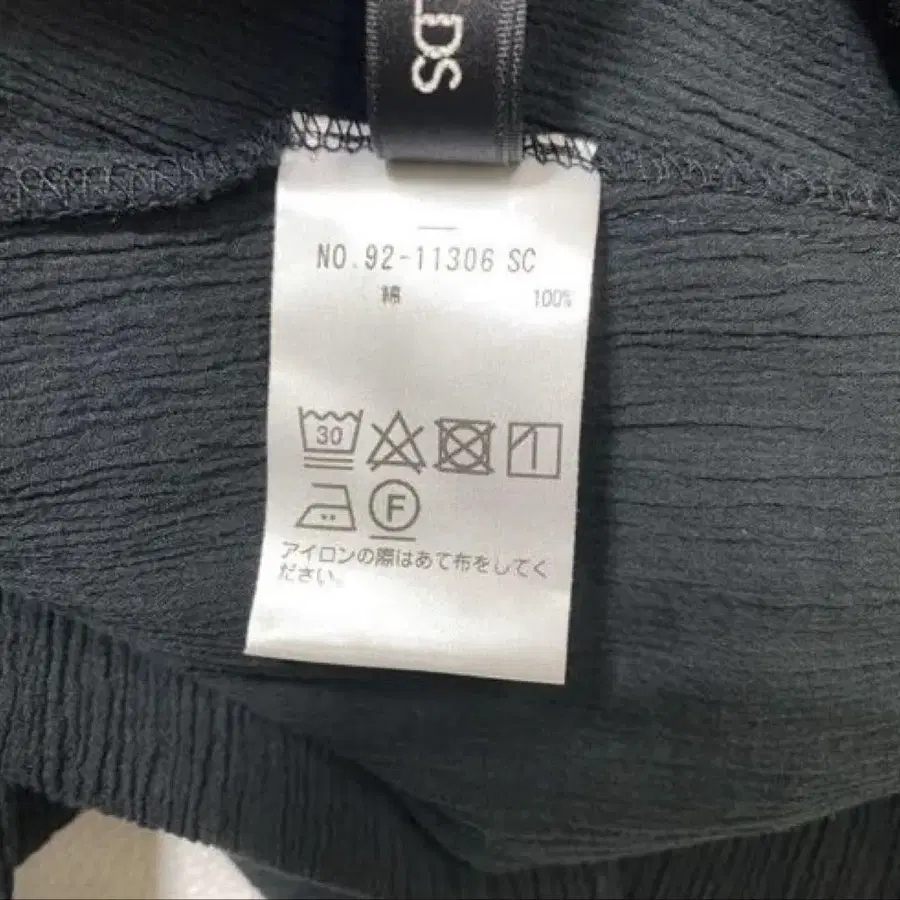 LDS
NO.92-11306 SC
綿 100%
30
F
アイロンの際はあて布をしてく
ださい。